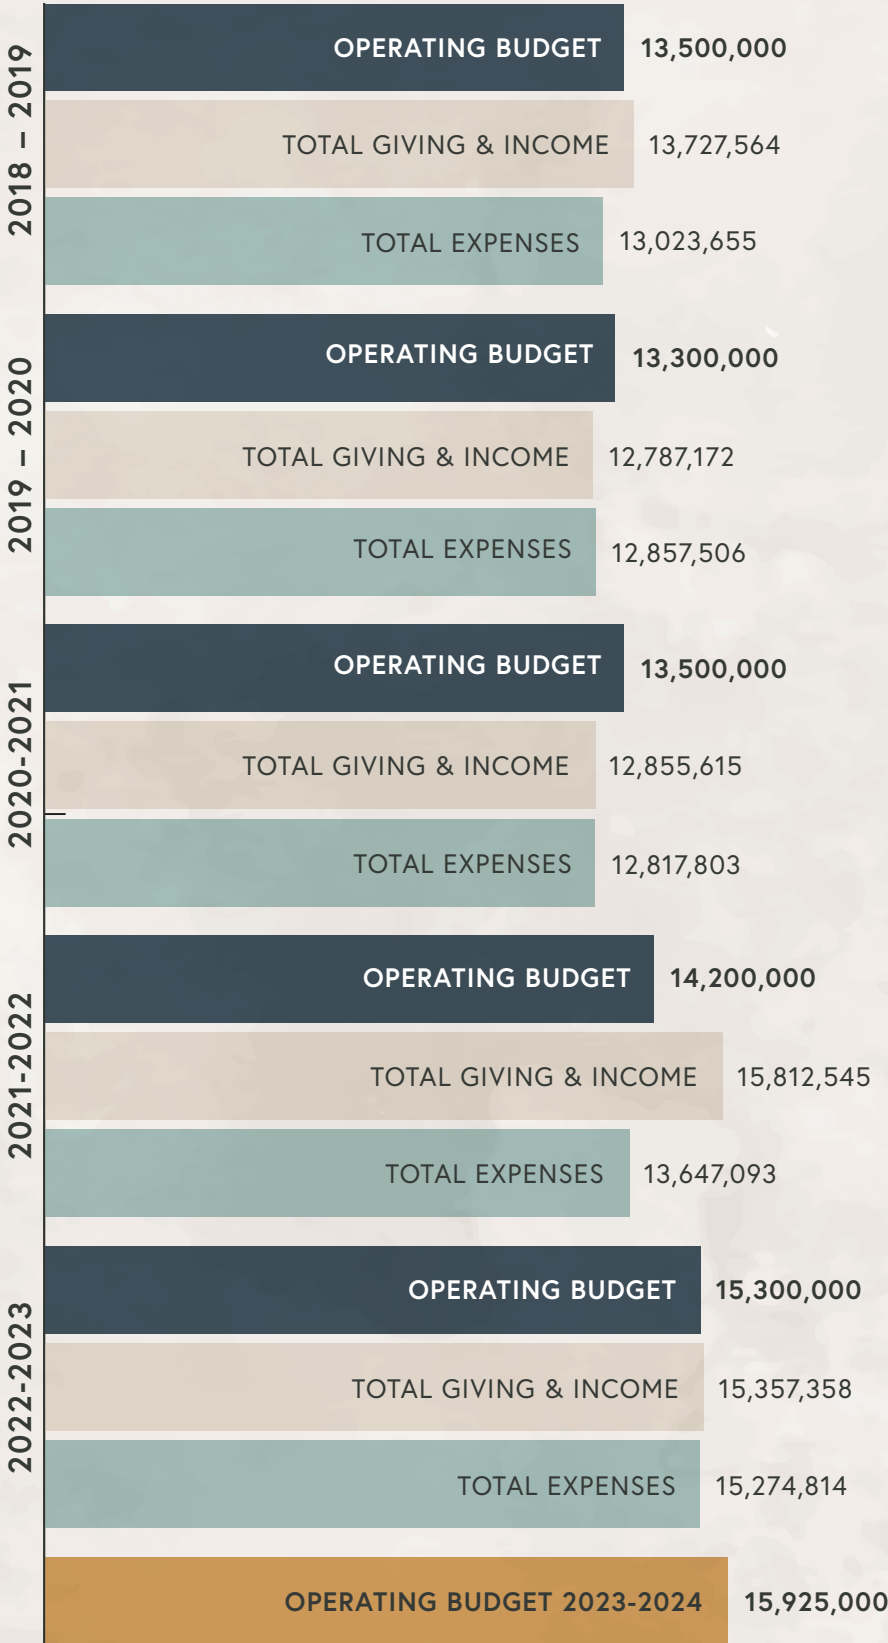 2018 – 2019
OPERATING BUDGET 13,500,000
TOTAL GIVING & INCOME 13,727,564
TOTAL EXPENSES 13,023,655
2019 – 2020
OPERATING BUDGET 13,300,000
TOTAL GIVING & INCOME 12,787,172
TOTAL EXPENSES 12,857,506
2020-2021
OPERATING BUDGET 13,500,000
TOTAL GIVING & INCOME 12,855,615
TOTAL EXPENSES 12,817,803
2021-2022
OPERATING BUDGET 14,200,000
TOTAL GIVING & INCOME 15,812,545
TOTAL EXPENSES 13,647,093
2022-2023
OPERATING BUDGET 15,300,000
TOTAL GIVING & INCOME 15,357,358
TOTAL EXPENSES 15,274,814
OPERATING BUDGET 2023-2024 15,925,000